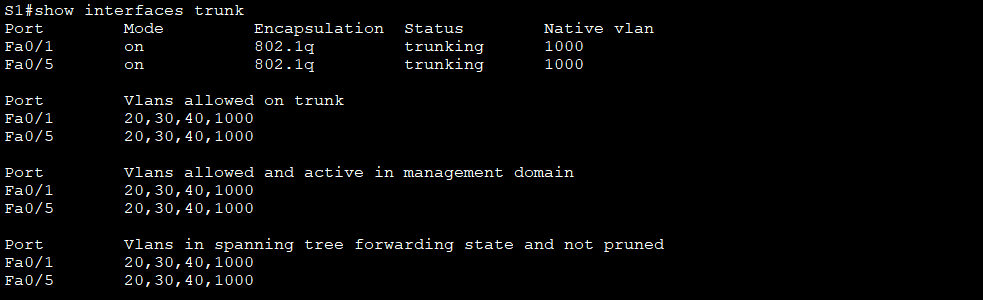 S1#show interfaces trunk
Port        Mode         Encapsulation  Status        Native vlan
Fa0/1       on           802.1q         trunking      1000
Fa0/5       on           802.1q         trunking      1000

Port        Vlans allowed on trunk
Fa0/1       20,30,40,1000
Fa0/5       20,30,40,1000

Port        Vlans allowed and active in management domain
Fa0/1       20,30,40,1000
Fa0/5       20,30,40,1000

Port        Vlans in spanning tree forwarding state and not pruned
Fa0/1       20,30,40,1000
Fa0/5       20,30,40,1000